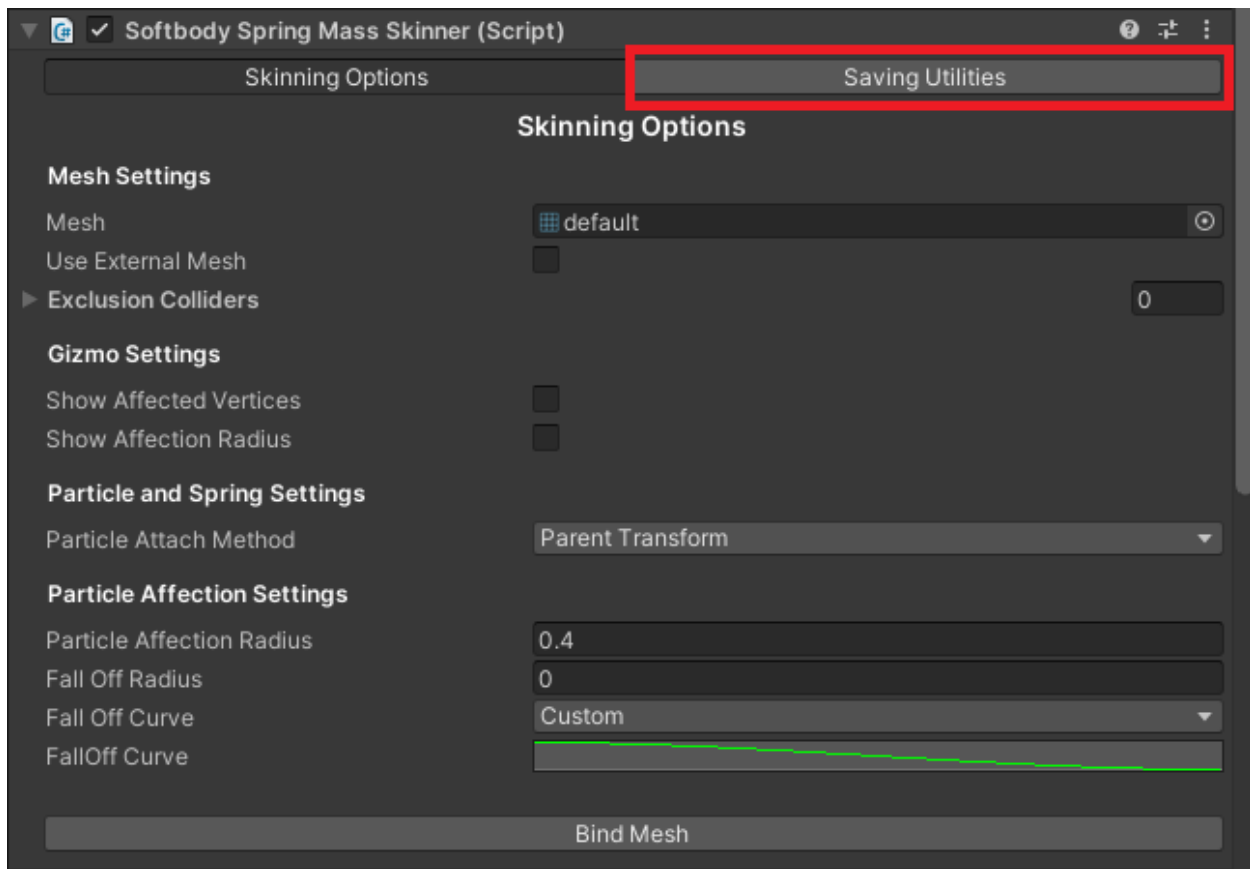 Softbody Spring Mass Skinner (Script)
Skinning Options Saving Utilities
Skinning Options
Mesh Settings
Mesh default
Use External Mesh
Exclusion Colliders 0
Gizmo Settings
Show Affected Vertices
Show Affection Radius
Particle and Spring Settings
Particle Attach Method Parent Transform
Particle Affection Settings
Particle Affection Radius 0.4
Fall Off Radius 0
Fall Off Curve Custom
FallOff Curve
Bind Mesh